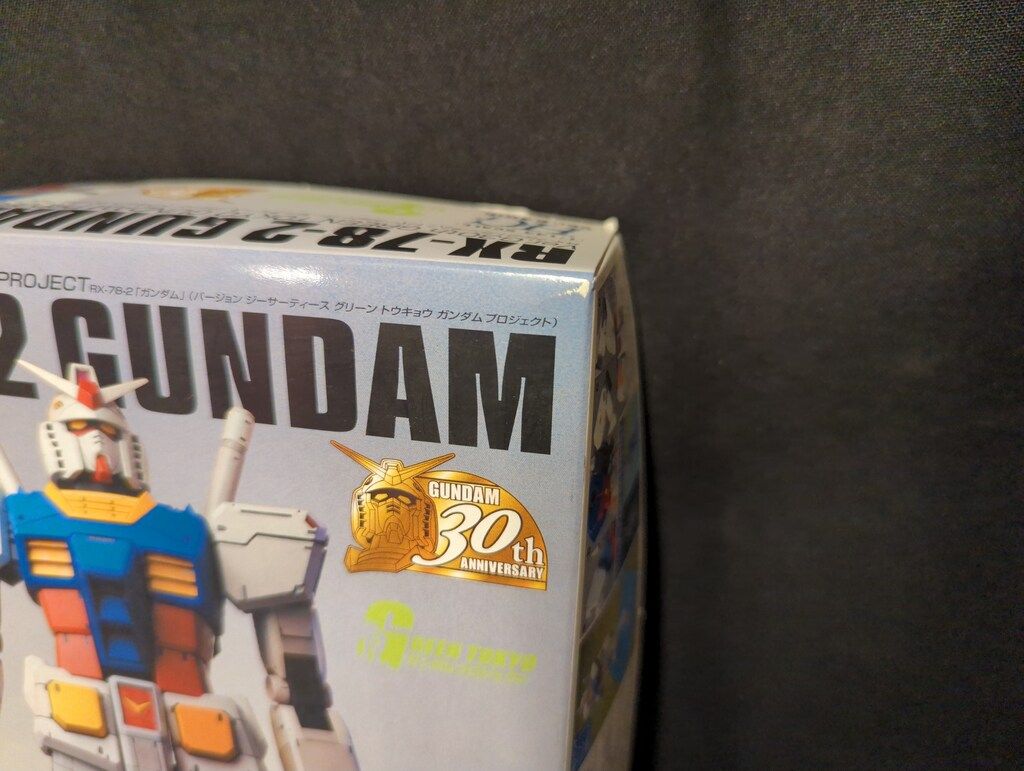 RX-78-2 GUNDA
PROJECT RX-78-2「ガンダム」(バージョン ジーサーティース グリーン トウキョウ ガンダム プロジェクト)
2 GUNDAM
GUNDAM
30th
ANNIVERSARY
GREEN TOKYO